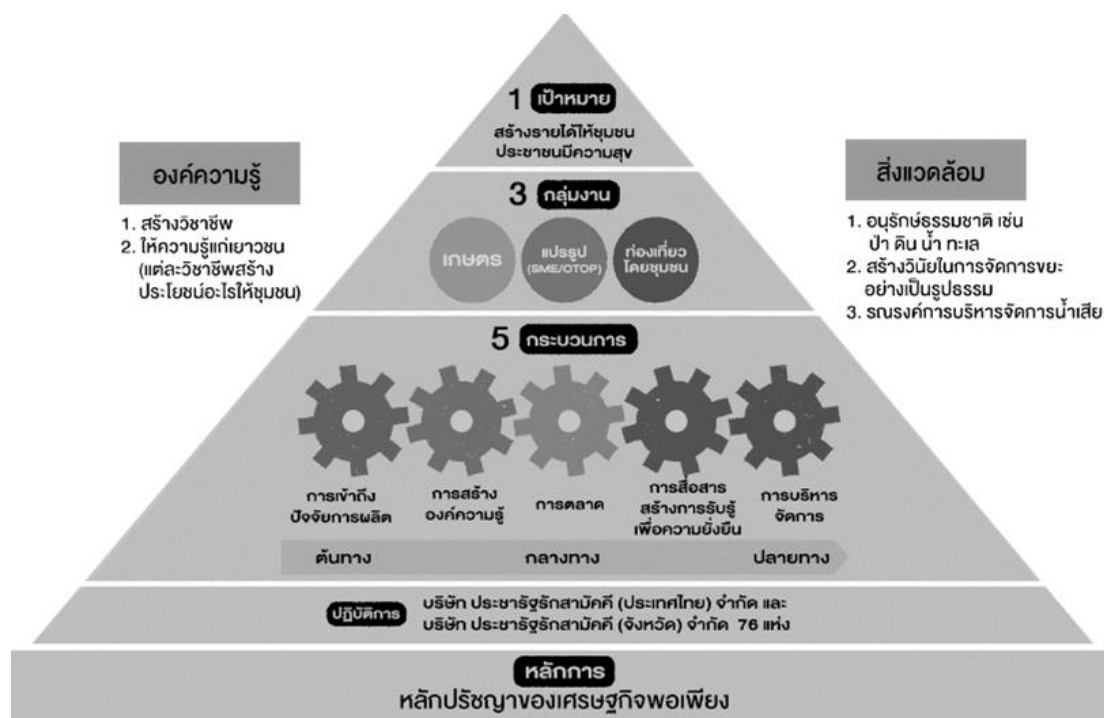 1 เป้าหมาย
สร้างรายได้ให้ชุมชน
ประชาชนมีความสุข
องค์ความรู้
1. สร้างวิชาชีพ
2. ให้ความรู้แก่เยาวชน
(แต่ละวิชาชีพสร้าง
ประโยชน์อะไรให้ชุมชน)
3 กลุ่มงาน
เกษตร
แปรรูป
(SME/OTOP)
ท่องเที่ยว
โดยชุมชน
สิ่งแวดล้อม
1. อนุรักษ์ธรรมชาติ เช่น
ป่า ดิน น้ำ ทะเล
2. สร้างวินัยในการจัดการขยะ
อย่างเป็นรูปธรรม
3. รณรงค์การบริหารจัดการน้ำเสีย
5 กระบวนการ
การเข้าถึง
ปัจจัยการผลิต
การสร้าง
องค์ความรู้
การตลาด
การสื่อสาร
สร้างการรับรู้
เพื่อความยั่งยืน
การบริหาร
จัดการ
ต้นทาง กลางทาง ปลายทาง
ปฏิบัติการ
บริษัท ประชารัฐรักสามัคคี (ประเทศไทย) จำกัด และ
บริษัท ประชารัฐรักสามัคคี (จังหวัด) จำกัด 76 แห่ง
หลักการ
หลักปรัชญาของเศรษฐกิจพอเพียง